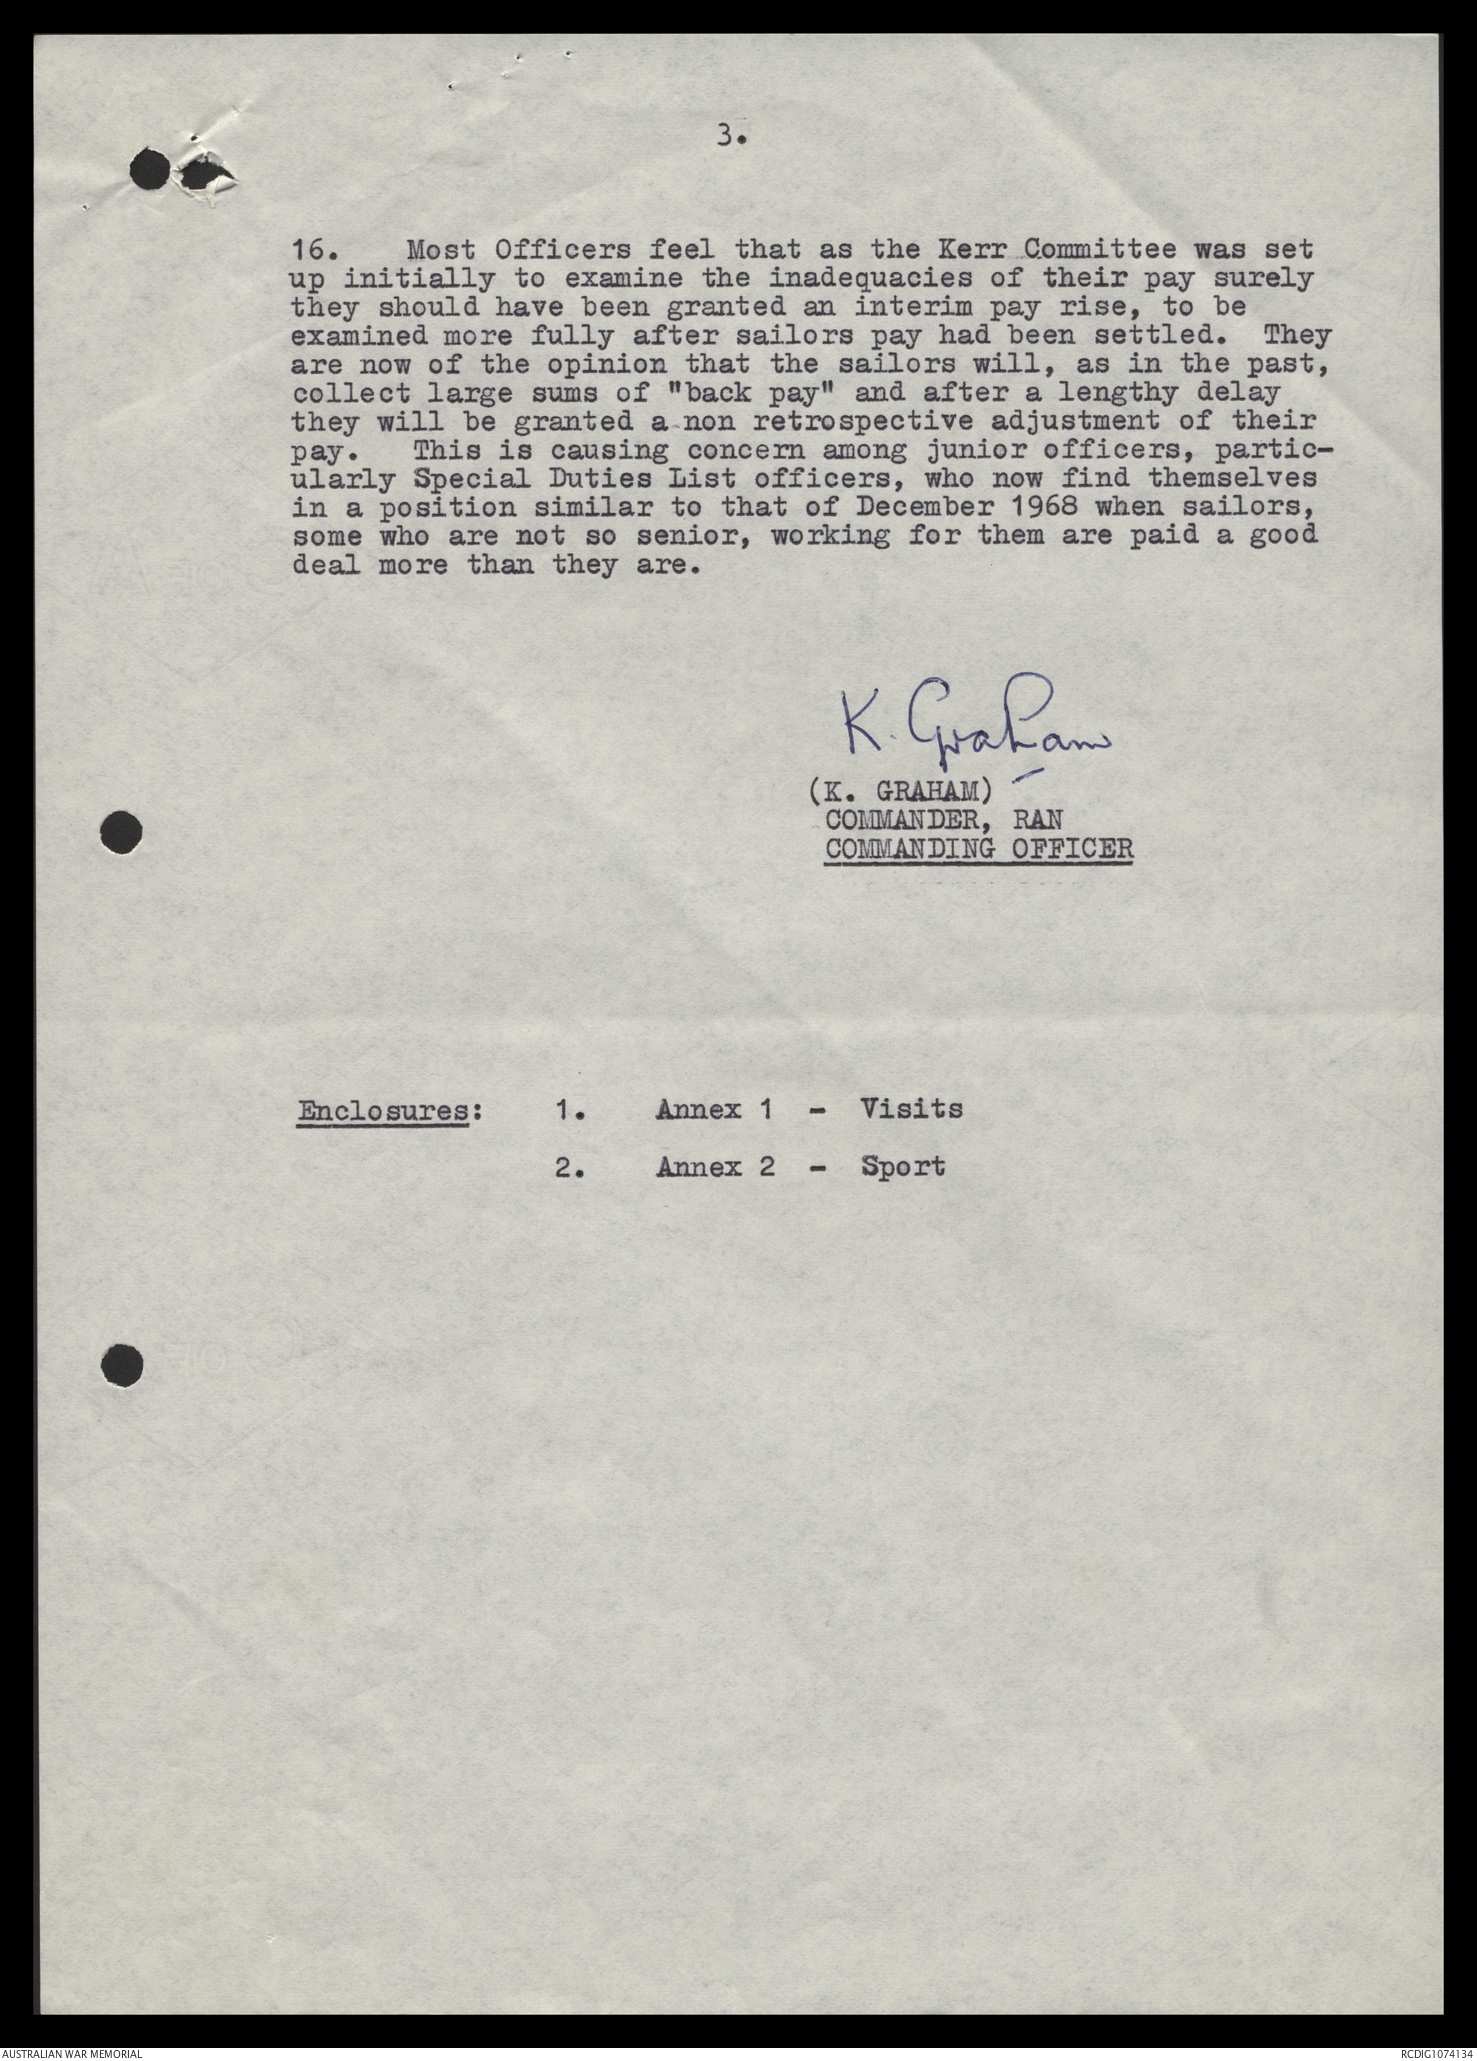 3.
16. Most Officers feel that as the Kerr Committee was set
up initially to examine the inadequacies of their pay surely
they should have been granted an interim pay rise, to be
examined more fully after sailors pay had been settled. They
are now of the opinion that the sailors will, as in the past,
collect large sums of "back pay" and after a lengthy delay
they will be granted a non retrospective adjustment of their
pay. This is causing concern among junior officers, partic-
ularly Special Duties List officers, who now find themselves
in a position similar to that of December 1968 when sailors,
some who are not so senior, working for them are paid a good
deal more than they are.
K. Graham
(K. GRAHAM)
COMMANDER, RAN
COMMANDING OFFICER
Enclosures: 1. Annex 1 - Visits
2. Annex 2 - Sport
AUSTRALIAN WAR MEMORIAL
RCDIG1074134